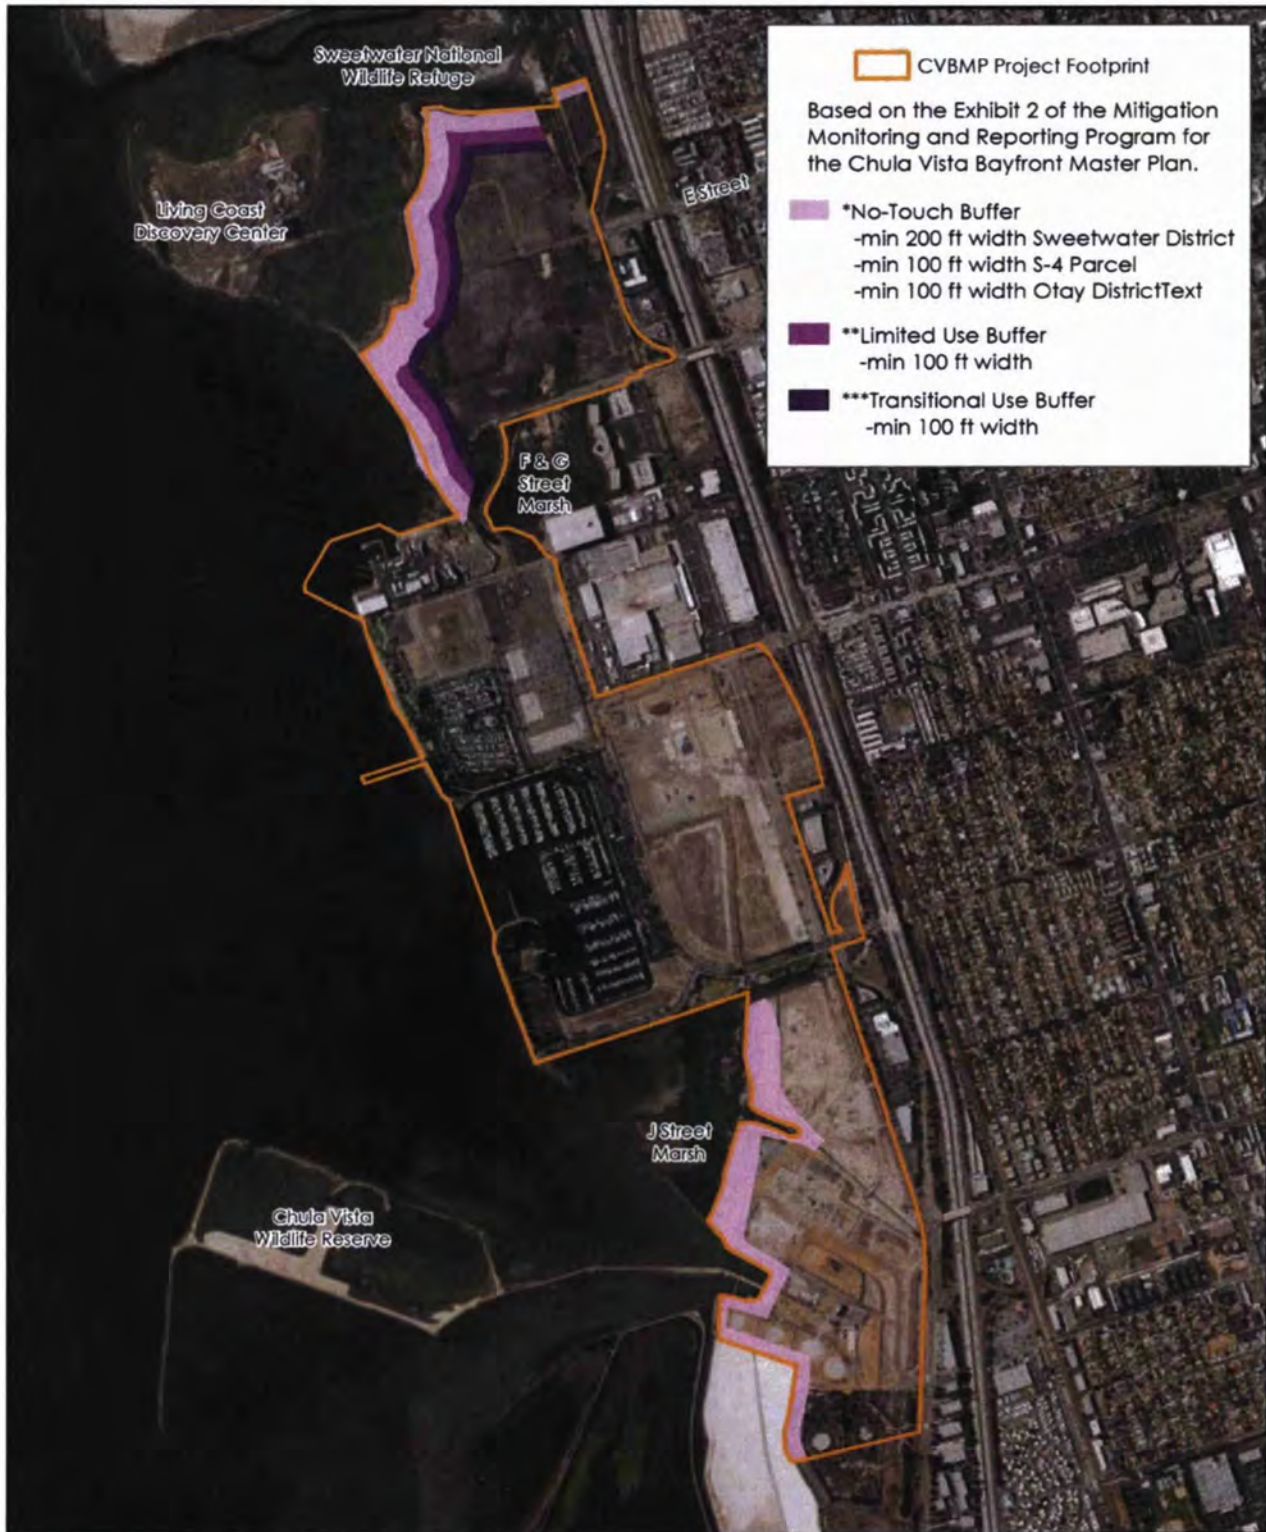 Sweetwater National
Wildlife Refuge
CVBMP Project Footprint
Based on the Exhibit 2 of the Mitigation
Monitoring and Reporting Program for
the Chula Vista Bayfront Master Plan.
*No-Touch Buffer
-min 200 ft width Sweetwater District
-min 100 ft width S-4 Parcel
-min 100 ft width Otay DistrictText
**Limited Use Buffer
-min 100 ft width
***Transitional Use Buffer
-min 100 ft width
E Street
Living Coast
Discovery Center
F & G
Street
Marsh
J Street
Marsh
Chula Vista
Wildlife Reserve